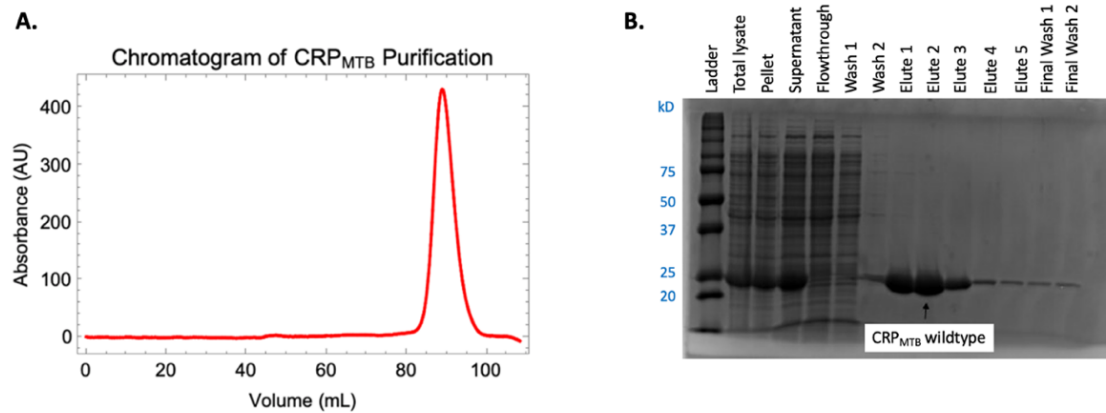 A.
Chromatogram of CRPMTB Purification
Absorbance (AU)
400
300
200
100
0
0 20 40 60 80 100
Volume (mL)
B.
Ladder
Total lysate
Pellet
Supernatant
Flowthrough
Wash 1
Wash 2
Elute 1
Elute 2
Elute 3
Elute 4
Elute 5
Final Wash 1
Final Wash 2
kD
75
50
37
25
20
CRPMTB wildtype